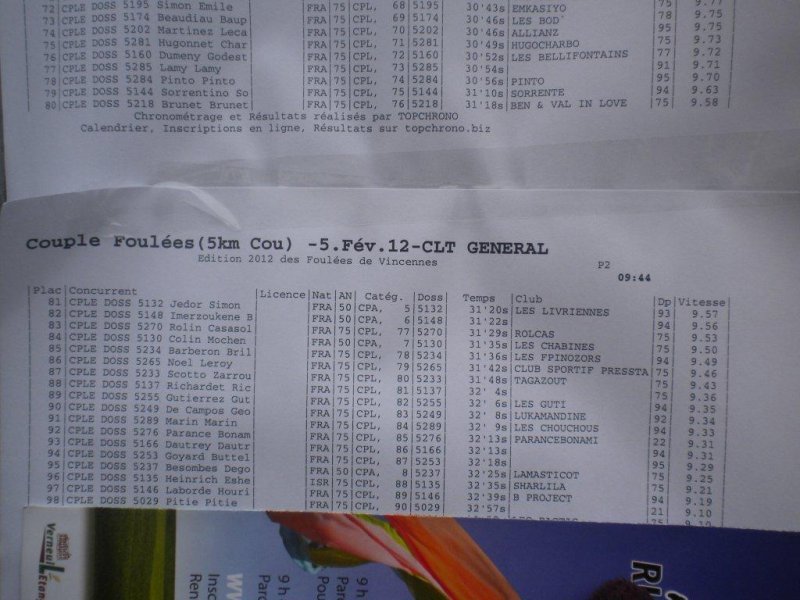 72|CPLE DOSS 5195 Simon Emile |FRA|75|CPL, 68|5195| 30'43s|EMKASIYO |75| 9.77
73|CPLE DOSS 5174 Beaudiau Baup |FRA|75|CPL, 69|5174| 30'46s|LES BOD' |78| 9.75
74|CPLE DOSS 5202 Martinez Leca |FRA|75|CPL, 70|5202| 30'46s|ALLIANZ |95| 9.75
75|CPLE DOSS 5281 Hugonnet Char |FRA|75|CPL, 71|5281| 30'49s|HUGOCHARBO |75| 9.73
76|CPLE DOSS 5160 Dumeny Godest |FRA|75|CPL, 72|5160| 30'52s|LES BELLIFONTAINS |77| 9.72
77|CPLE DOSS 5285 Lamy Lamy |FRA|75|CPL, 73|5285| 30'54s| |91| 9.71
78|CPLE DOSS 5284 Pinto Pinto |FRA|75|CPL, 74|5284| 30'56s|PINTO |95| 9.70
79|CPLE DOSS 5144 Sorrentino So |FRA|75|CPL, 75|5144| 31'10s|SORRENTE |94| 9.63
80|CPLE DOSS 5218 Brunet Brunet |FRA|75|CPL, 76|5218| 31'18s|BEN & VAL IN LOVE |75| 9.58
Chronométrage et Résultats réalisés par TOPCHRONO
Calendrier, Inscriptions en ligne, Résultats sur topchrono.biz
Couple Foulées(5km Cou) -5.Fév.12-CLT GENERAL
Edition 2012 des Foulées de Vincennes
P2
09:44
|Plac|Concurrent |Licence|Nat|AN| Catég. |Doss| Temps |Club |Dp|Vitesse|
81|CPLE DOSS 5132 Jedor Simon |FRA|50|CPA, 5|5132| 31'20s|LES LIVRIENNES |93| 9.57
82|CPLE DOSS 5148 Imerzoukene B |FRA|50|CPA, 6|5148| 31'22s| |94| 9.56
83|CPLE DOSS 5270 Rolin Casasol |FRA|75|CPL, 77|5270| 31'29s|ROLCAS |75| 9.53
84|CPLE DOSS 5130 Colin Mochen |FRA|50|CPA, 7|5130| 31'35s|LES CHABINES |75| 9.50
85|CPLE DOSS 5234 Barberon Bril |FRA|75|CPL, 78|5234| 31'36s|LES FPINOZORS |94| 9.49
86|CPLE DOSS 5265 Noel Leroy |FRA|75|CPL, 79|5265| 31'42s|CLUB SPORTIF PRESSTA|75| 9.46
87|CPLE DOSS 5233 Scotto Zarrou |FRA|75|CPL, 80|5233| 31'48s|TAGAZOUT |75| 9.43
88|CPLE DOSS 5137 Richardet Ric |FRA|75|CPL, 81|5137| 32' 4s| |75| 9.36
89|CPLE DOSS 5255 Gutierrez Gut |FRA|75|CPL, 82|5255| 32' 6s|LES GUTI |94| 9.35
90|CPLE DOSS 5249 De Campos Geo |FRA|75|CPL, 83|5249| 32' 8s|LUKAMANDINE |92| 9.34
91|CPLE DOSS 5289 Marin Marin |FRA|75|CPL, 84|5289| 32' 9s|LES CHOUCHOUS |94| 9.33
92|CPLE DOSS 5276 Parance Bonam |FRA|75|CPL, 85|5276| 32'13s|PARANCEBONAMI |22| 9.31
93|CPLE DOSS 5166 Dautrey Dautr |FRA|75|CPL, 86|5166| 32'13s| |94| 9.31
94|CPLE DOSS 5253 Goyard Buttel |FRA|75|CPL, 87|5253| 32'18s| |95| 9.29
95|CPLE DOSS 5237 Besombes Dego |FRA|50|CPA, 8|5237| 32'25s|LAMASTICOT |75| 9.25
96|CPLE DOSS 5135 Heinrich Eshe |ISR|75|CPL, 88|5135| 32'35s|SHARLILA |75| 9.21
97|CPLE DOSS 5146 Laborde Houri |FRA|75|CPL, 89|5146| 32'39s|B PROJECT |94| 9.19
98|CPLE DOSS 5029 Pitie Pitie |FRA|75|CPL, 90|5029| 32'57s| |21| 9.10
|75| 9.10
Verneuil
9 h
Parc